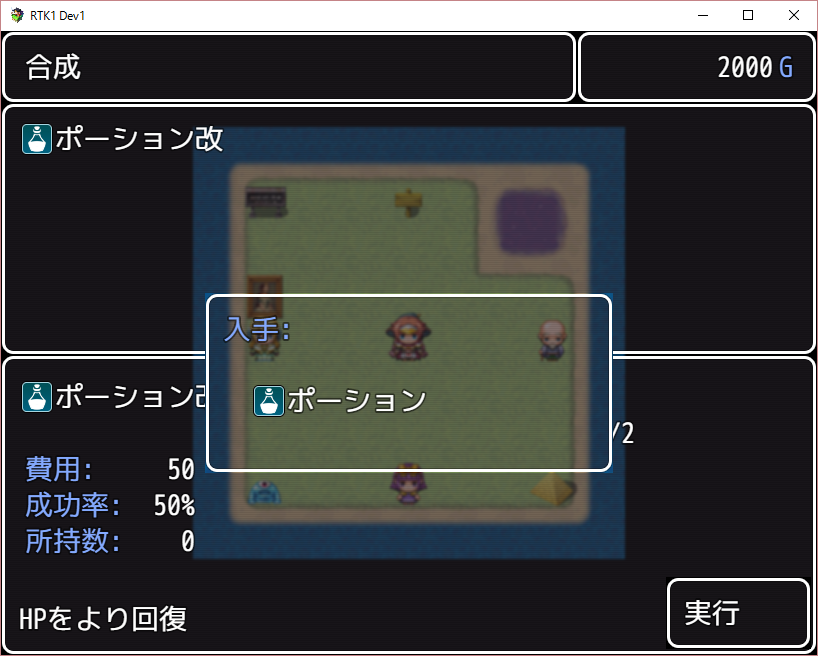 RTK1 Dev1
合成
2000 G
ポーション改
入手:
ポーション
ポーション改
/2
費用: 50
成功率: 50%
所持数: 0
HPをより回復
実行